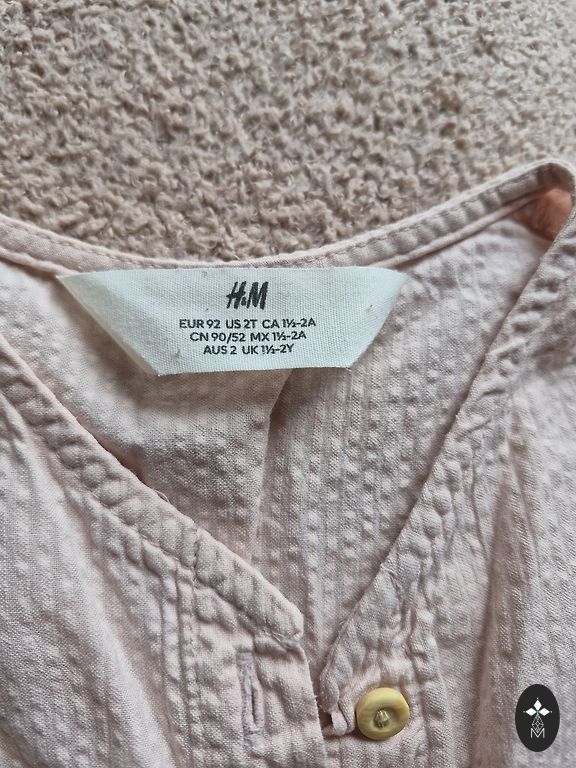 H&M
EUR 92 US 2T CA 1½-2A
CN 90/52 MX 1½-2A
AUS 2 UK 1½-2Y